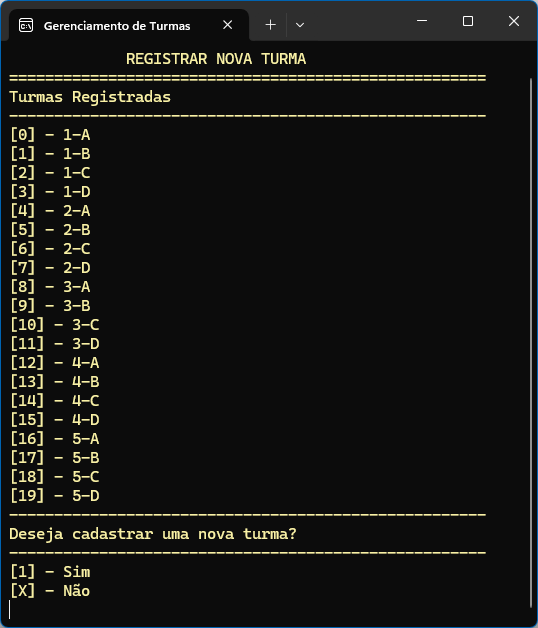 Gerenciamento de Turmas
REGISTRAR NOVA TURMA
=====================================================
Turmas Registradas
-----------------------------------------------------
[0] - 1-A
[1] - 1-B
[2] - 1-C
[3] - 1-D
[4] - 2-A
[5] - 2-B
[6] - 2-C
[7] - 2-D
[8] - 3-A
[9] - 3-B
[10] - 3-C
[11] - 3-D
[12] - 4-A
[13] - 4-B
[14] - 4-C
[15] - 4-D
[16] - 5-A
[17] - 5-B
[18] - 5-C
[19] - 5-D
-----------------------------------------------------
Deseja cadastrar uma nova turma?
-----------------------------------------------------
[1] - Sim
[X] - Não